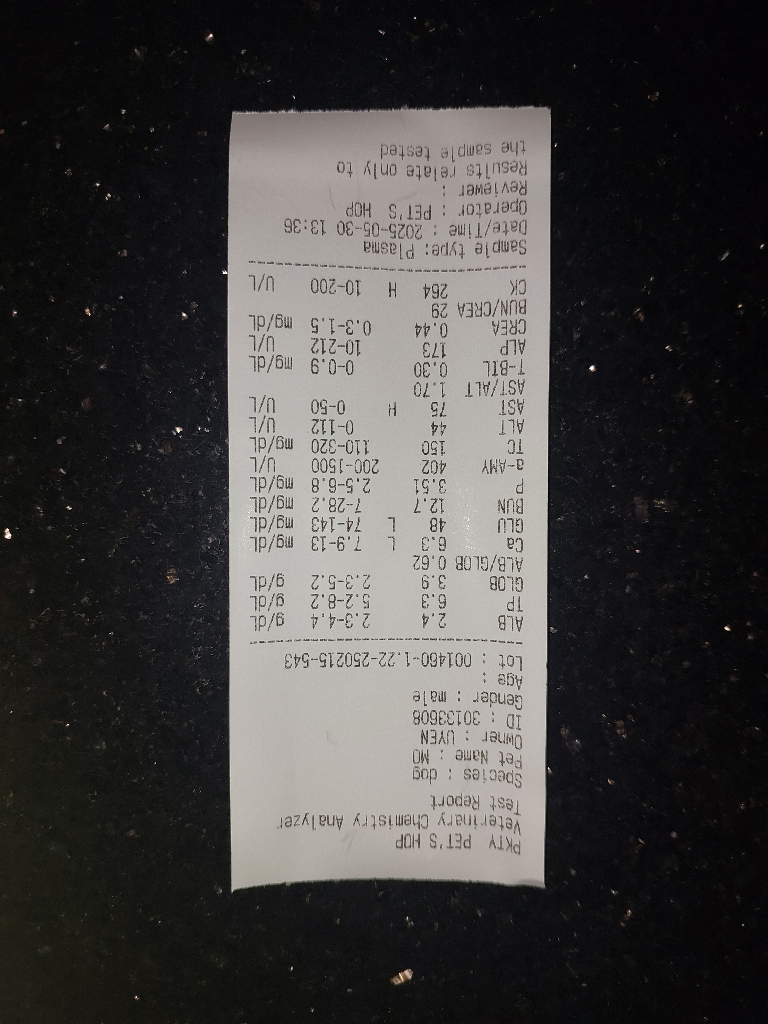 PKTY PET'S HOP
Veterinary Chemistry Analyzer
Test Report
Species : dog
Pet Name : MO
Owner : UYEN
ID : 30133608
Gender : male
Age :
Lot : 001460-1.22-250215-543
ALB 2.4 2.3-4.4 g/dL
TP 6.3 5.2-8.2 g/dL
GLOB 3.9 2.3-5.2 g/dL
ALB/GLOB 0.62
Ca 6.3 L 7.9-13 mg/dL
GLU 48 L 74-143 mg/dL
BUN 12.7 7-28.2 mg/dL
P 3.51 2.5-6.8 mg/dL
a-AMY 402 200-1500 U/L
TC 150 110-320 mg/dL
ALT 44 0-112 U/L
AST 75 H 0-50 U/L
AST/ALT 1.70
T-BIL 0.30 0-0.9 mg/dL
ALP 173 10-212 U/L
CREA 0.44 0.3-1.5 mg/dL
BUN/CREA 29
CK 264 H 10-200 U/L
Sample type: Plasma
Date/Time : 2025-05-30 13:36
Operator : PET'S HOP
Reviewer :
Results relate only to
the sample tested